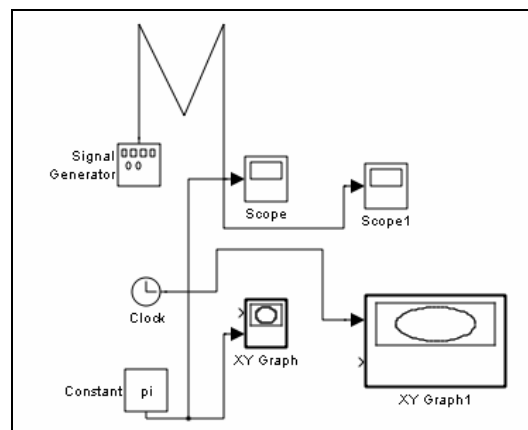 Signal
Generator
Scope
Scope1
Clock
XY Graph
Constant
pi
XY Graph1